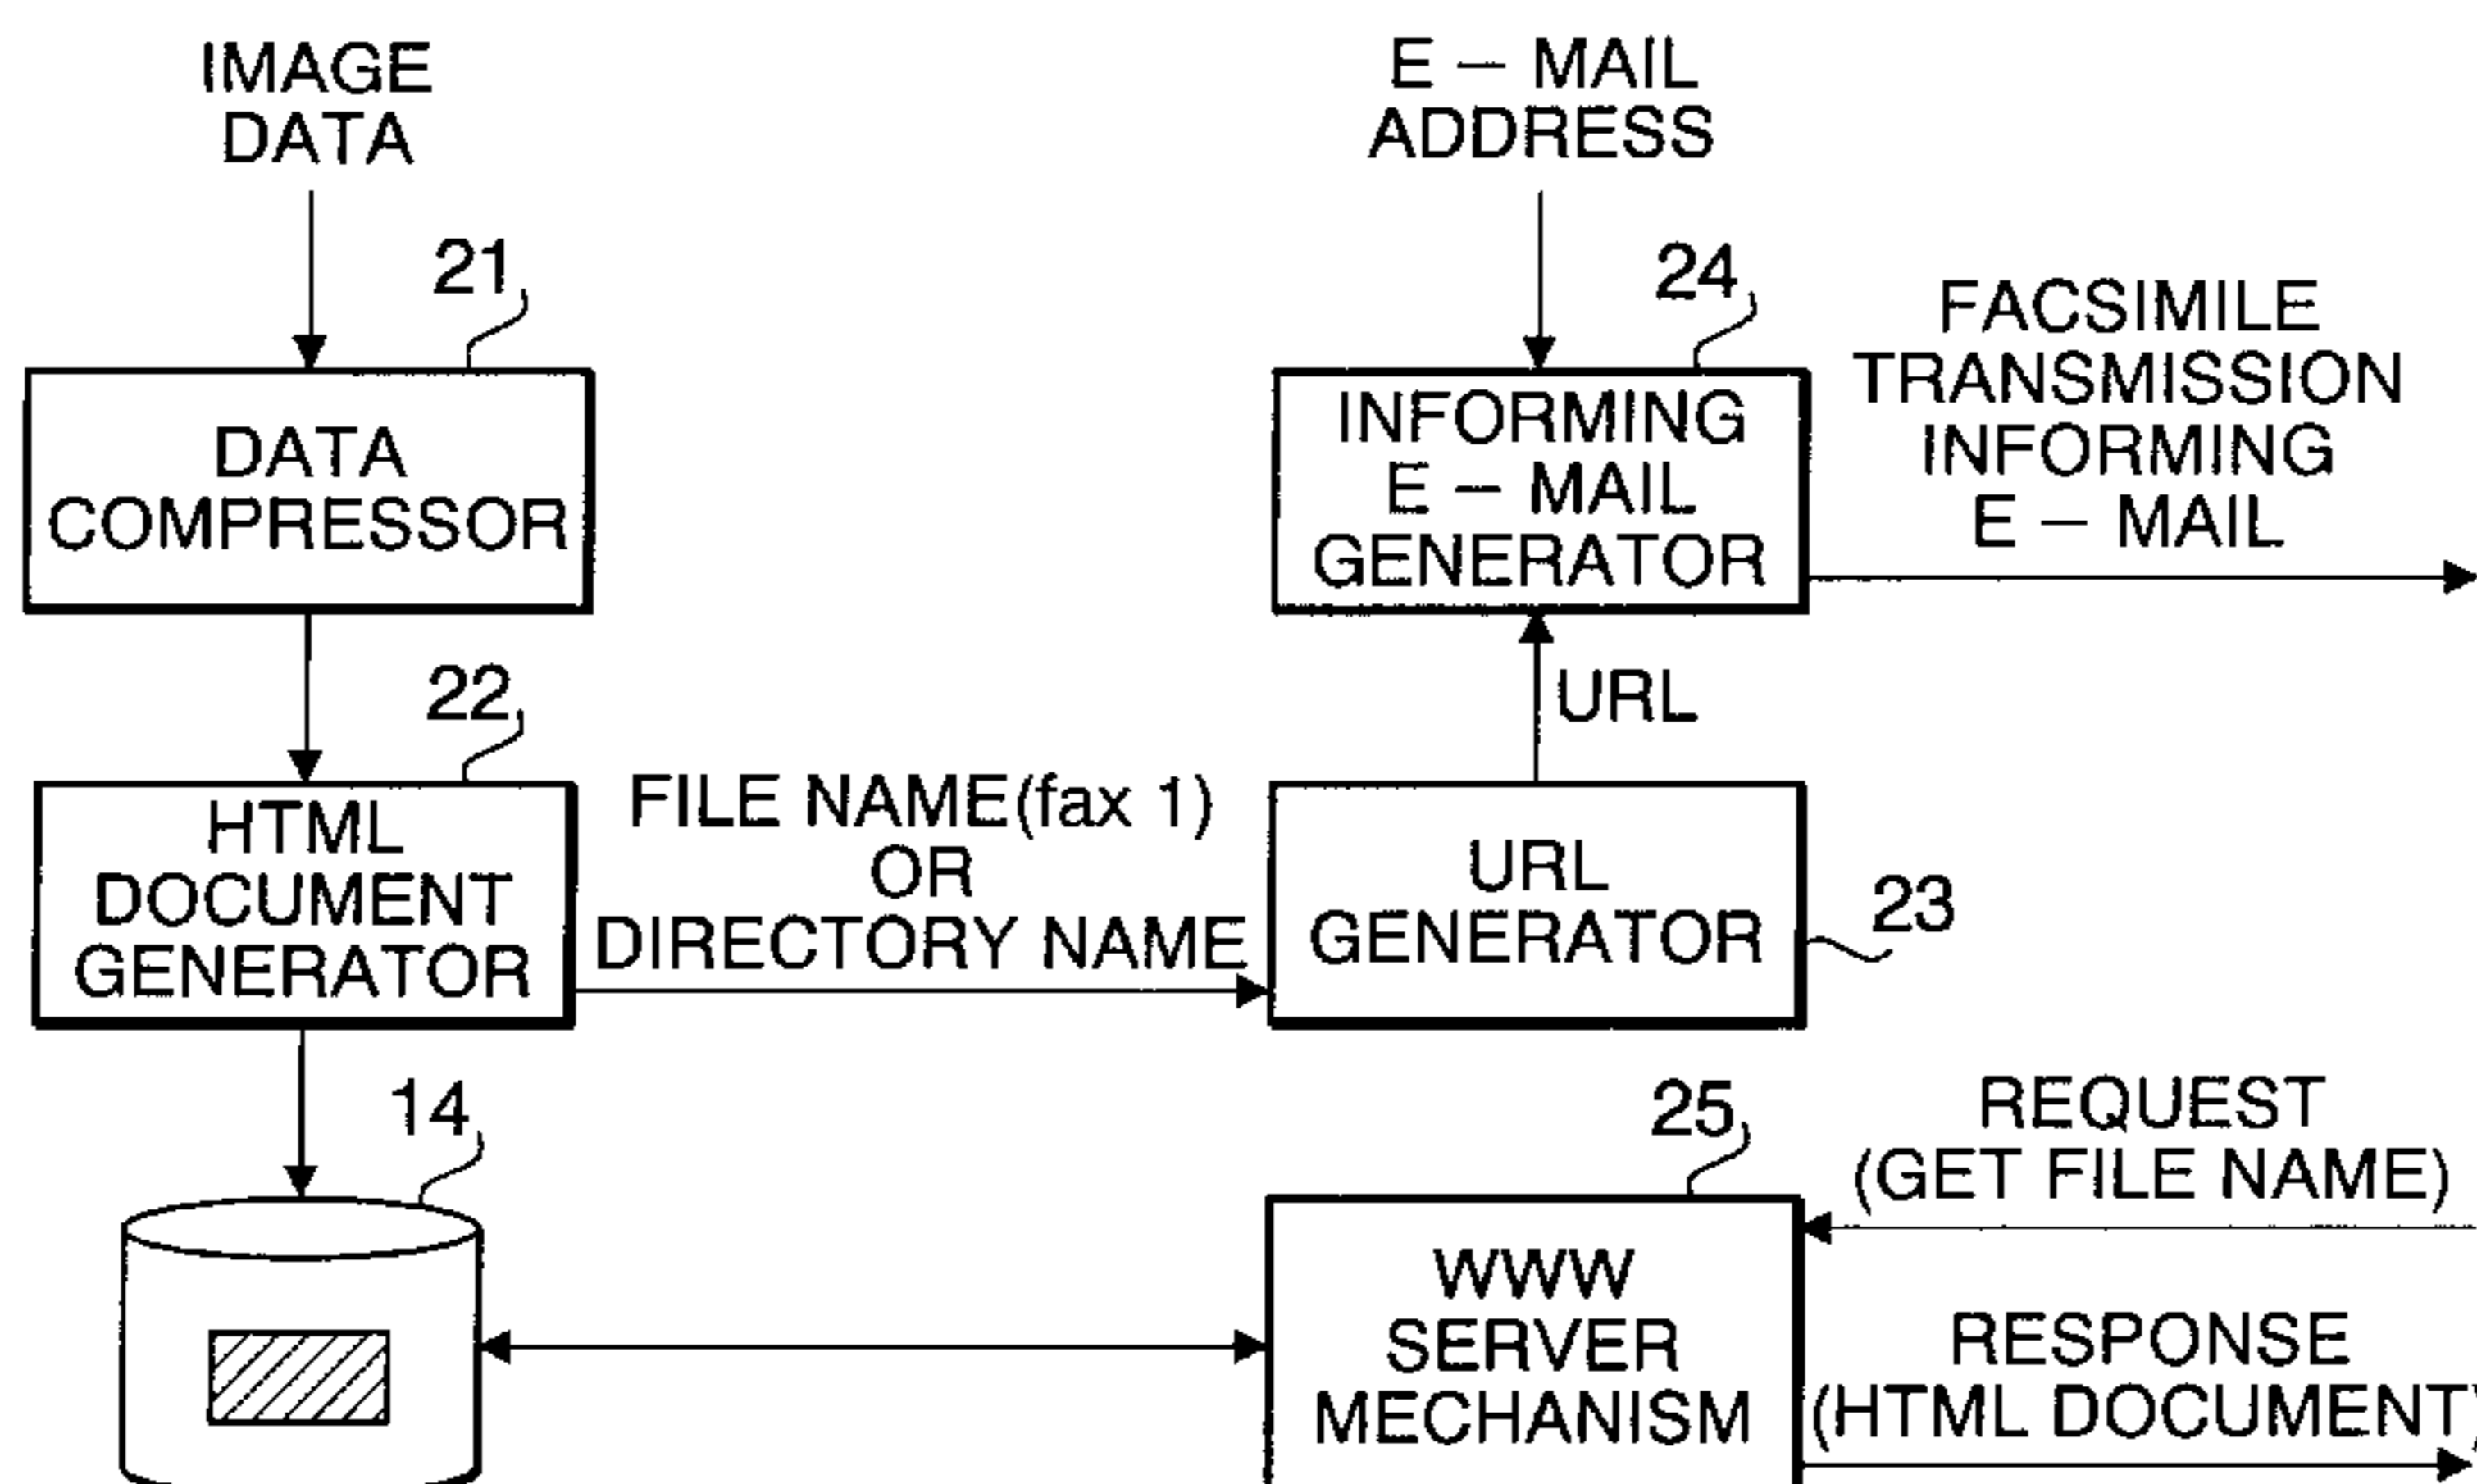 IMAGE
DATA
E – MAIL
ADDRESS
21
24
FACSIMILE
TRANSMISSION
INFORMING
E – MAIL
DATA
COMPRESSOR
INFORMING
E – MAIL
GENERATOR
22
URL
HTML
DOCUMENT
GENERATOR
FILE NAME(fax 1)
OR
DIRECTORY NAME
URL
GENERATOR
23
14
25
REQUEST
(GET FILE NAME)
WWW
SERVER
MECHANISM
RESPONSE
(HTML DOCUMENT)